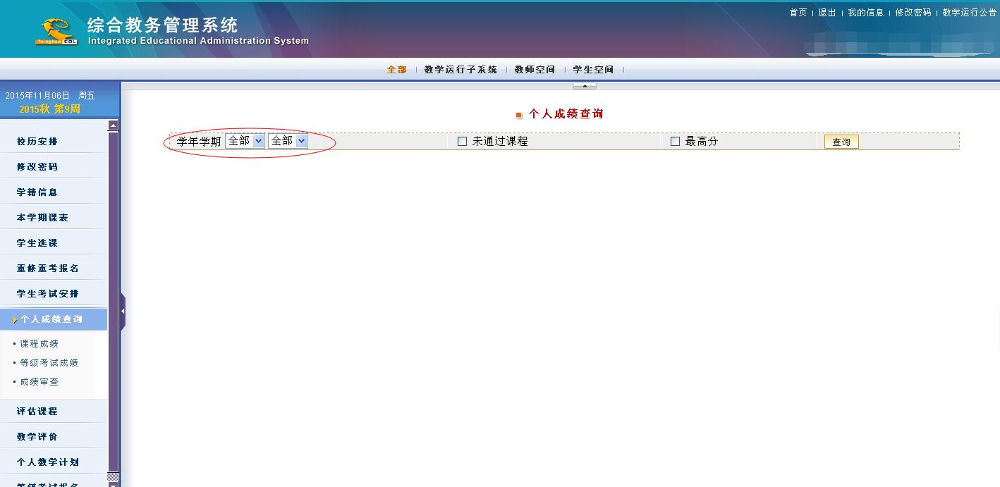 首页 | 退出 | 我的信息 | 修改密码 | 教学运行公告
综合教务管理系统
Integrated Educational Administration System
Tsinghua EOL
全部 | 教学运行子系统 | 教师空间 | 学生空间 |
2015年11月06日 周五
2015秋 第9周
校历安排
修改密码
学籍信息
本学期课表
学生选课
重修重考报名
学生考试安排
个人成绩查询
课程成绩
等级考试成绩
成绩审查
评估课程
教学评价
个人教学计划
等级考试报名
个人成绩查询
学年学期 全部 全部 未通过课程 最高分 查询